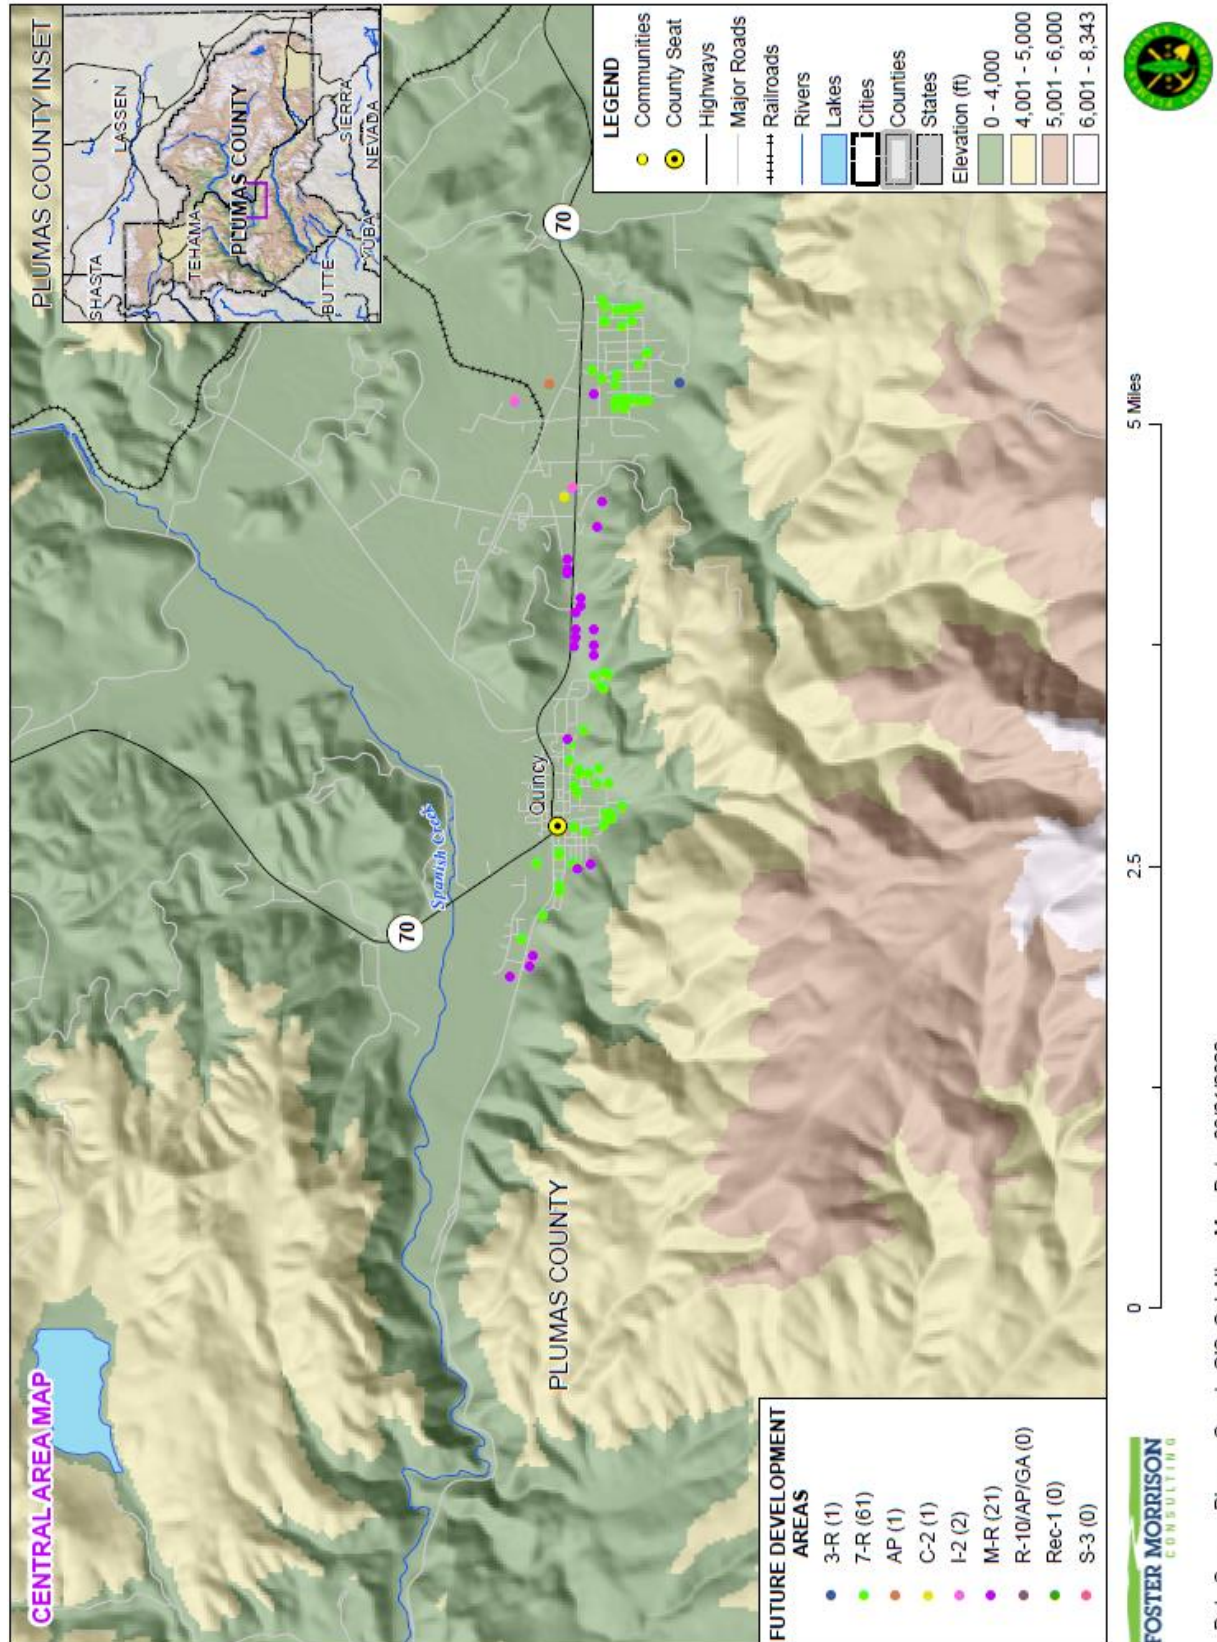 CENTRAL AREA MAP
PLUMAS COUNTY INSET
LASSEN
SHASTA
TEHAMA
PLUMAS COUNTY
BUTTE
YUBA
SIERRA
NEVADA
70
Spanish Creek
70
Quincy
PLUMAS COUNTY
LEGEND
Communities
County Seat
Highways
Major Roads
Railroads
Rivers
Lakes
Cities
Counties
States
Elevation (ft)
0 - 4,000
4,001 - 5,000
5,001 - 6,000
6,001 - 8,343
FUTURE DEVELOPMENT
AREAS
3-R (1)
7-R (61)
AP (1)
C-2 (1)
I-2 (2)
M-R (21)
R-10/AP/GA (0)
Rec-1 (0)
S-3 (0)
0
2.5
5 Miles
FOSTER MORRISON
CONSULTING